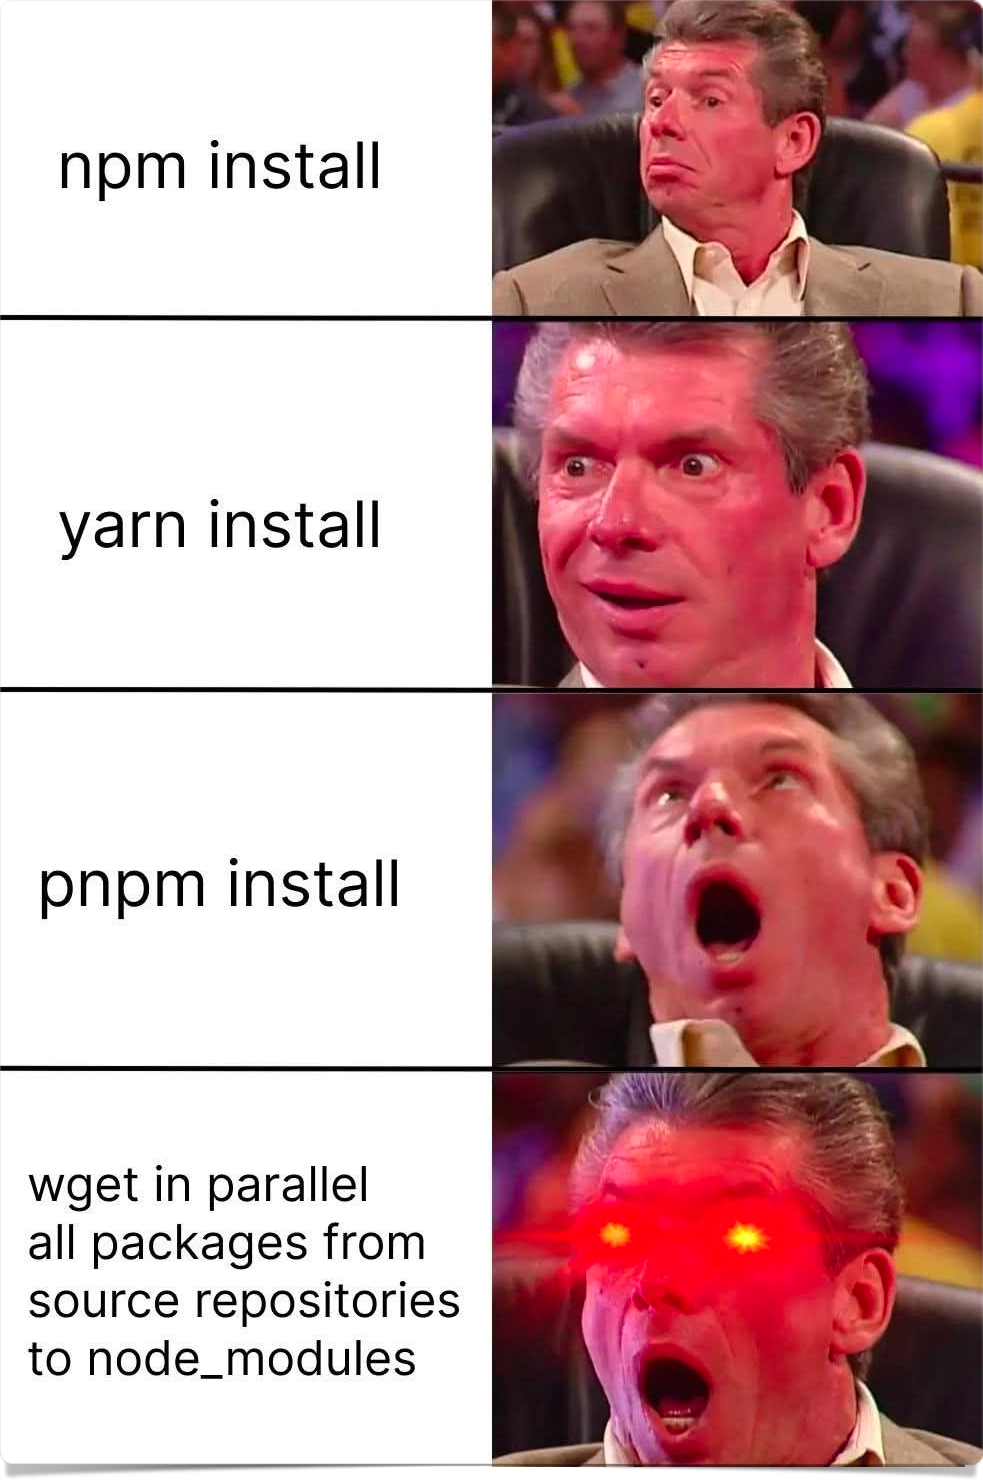 npm install
yarn install
pnpm install
wget in parallel
all packages from
source repositories
to node_modules